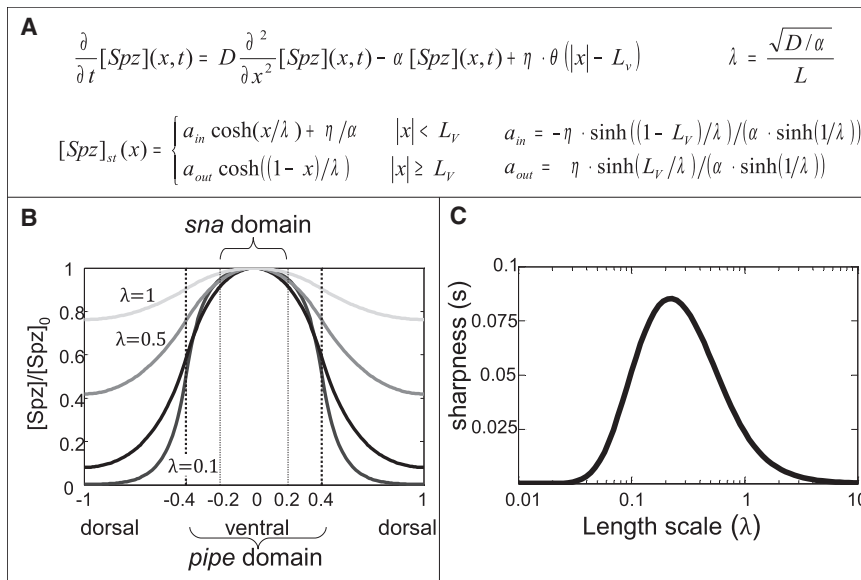 A
∂/∂t [Spz](x,t) = D ∂²/∂x² [Spz](x,t) − α [Spz](x,t) + η · θ(|x| − L_v)    λ = √(D/α) / L
[Spz]_st(x) = { a_in cosh(x/λ) + η/α    |x| < L_V    a_in = -η · sinh((1 − L_V)/λ)/(α · sinh(1/λ))
a_out cosh((1 − x)/λ)    |x| ≥ L_V    a_out = η · sinh(L_V/λ)/(α · sinh(1/λ))
B
sna domain
[Spz]/[Spz]_0
1
0.8
0.6
0.4
0.2
0
λ=1
λ=0.5
λ=0.1
-1 -0.4 -0.2 0 0.2 0.4 1
dorsal ventral dorsal
pipe domain
C
sharpness (s)
0.1
0.075
0.05
0.025
0.01 0.1 1 10
Length scale (λ)